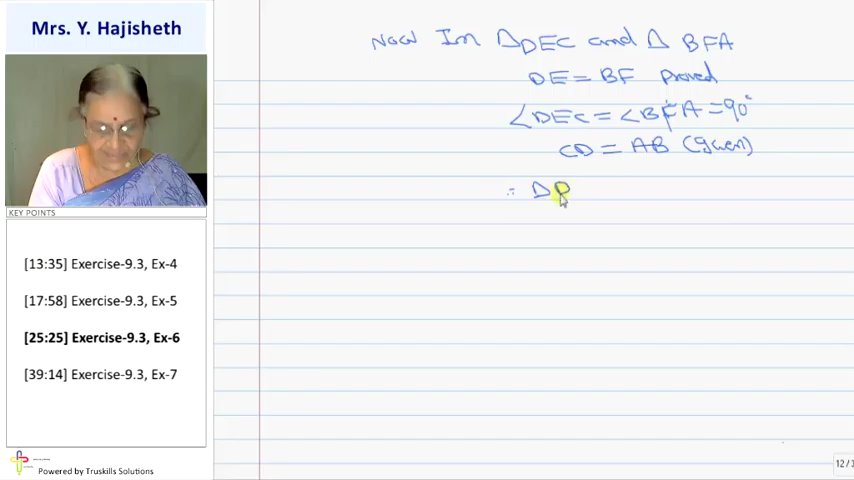 Mrs. Y. Hajisheth
KEY POINTS
[13:35] Exercise-9.3, Ex-4
[17:58] Exercise-9.3, Ex-5
[25:25] Exercise-9.3, Ex-6
[39:14] Exercise-9.3, Ex-7
Powered by Truskills Solutions
Now In ΔDEC and Δ BFA
DE = BF Proved
∠DEC = ∠BFA = 90°
CD = AB (given)
∴ ΔD
12/